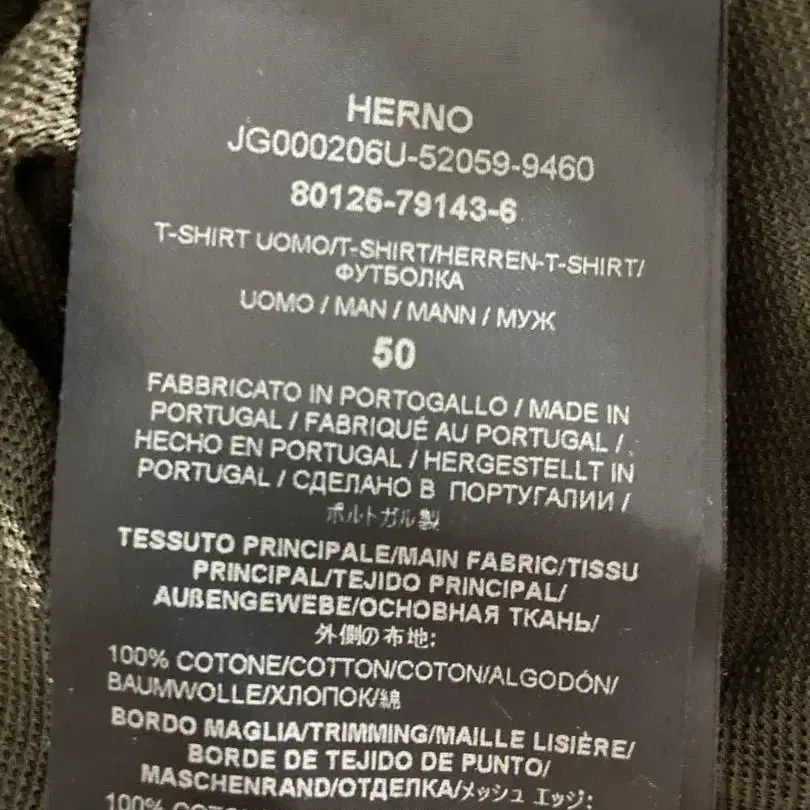 HERNO
JG000206U-52059-9460
80126-79143-6
T-SHIRT UOMO/T-SHIRT/HERREN-T-SHIRT/
ФУТБОЛКА
UOMO / MAN / MANN / МУЖ
50
FABBRICATO IN PORTOGALLO / MADE IN
PORTUGAL / FABRIQUÉ AU PORTUGAL /
HECHO EN PORTUGAL / HERGESTELLT IN
PORTUGAL / СДЕЛАНО В ПОРТУГАЛИИ /
ポルトガル製
TESSUTO PRINCIPALE/MAIN FABRIC/TISSU
PRINCIPAL/TEJIDO PRINCIPAL/
AUßENGEWEBE/ОСНОВНАЯ ТКАНЬ/
外側の布地:
100% COTONE/COTTON/COTON/ALGODÓN/
BAUMWOLLE/ХЛОПОК/綿
BORDO MAGLIA/TRIMMING/MAILLE LISIÈRE/
BORDE DE TEJIDO DE PUNTO/
MASCHENRAND/ОТДЕЛКА/メッシュ エッジ:
100% COTONE/COTTON